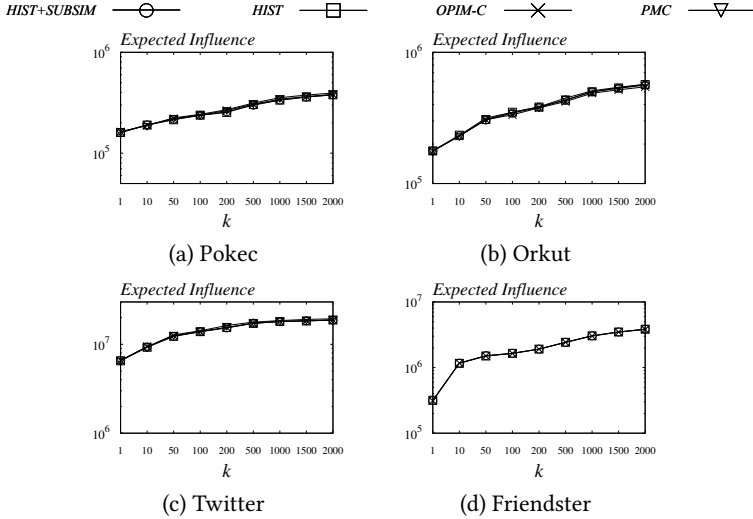 HIST+SUBSIM HIST OPIM-C PMC
Expected Influence Expected Influence
10^6 10^6
10^5 10^5
1 10 50 100 200 500 1000 1500 2000 1 10 50 100 200 500 1000 1500 2000
k k
(a) Pokec (b) Orkut
Expected Influence Expected Influence
10^7 10^7
10^6 10^6
10^5
1 10 50 100 200 500 1000 1500 2000 1 10 50 100 200 500 1000 1500 2000
k k
(c) Twitter (d) Friendster